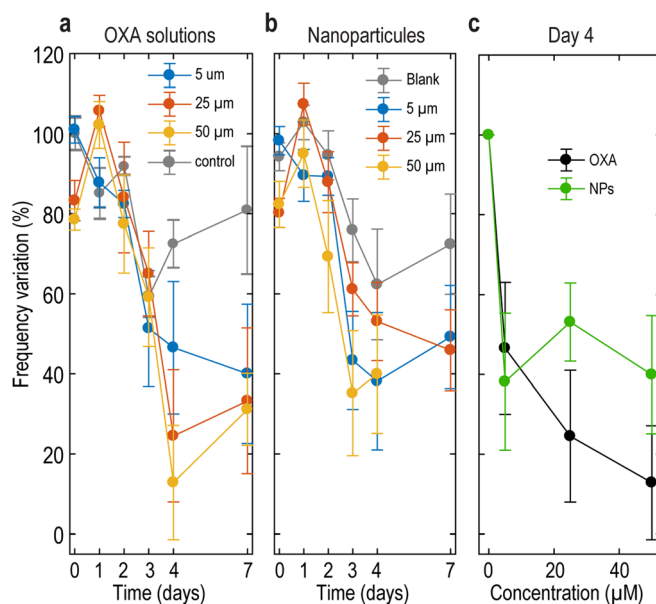 a OXA solutions
b Nanoparticules
c Day 4
Frequency variation (%)
120
100
80
60
40
20
0
5 um
25 µm
50 µm
control
0 1 2 3 4 7
Time (days)
Blank
5 µm
25 µm
50 µm
0 1 2 3 4 7
Time (days)
OXA
NPs
0 20 40
Concentration (µM)